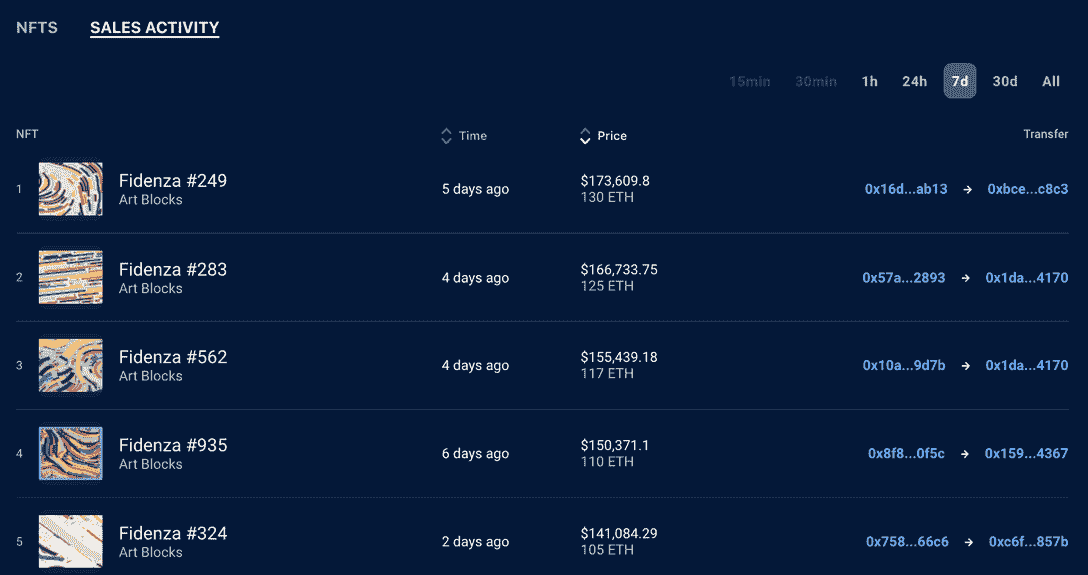 NFTS SALES ACTIVITY
15min 30min 1h 24h 7d 30d All
NFT Time Price Transfer
1 Fidenza #249 5 days ago $173,609.8 0x16d...ab13 → 0xbce...c8c3
Art Blocks 130 ETH
2 Fidenza #283 4 days ago $166,733.75 0x57a...2893 → 0x1da...4170
Art Blocks 125 ETH
3 Fidenza #562 4 days ago $155,439.18 0x10a...9d7b → 0x1da...4170
Art Blocks 117 ETH
4 Fidenza #935 6 days ago $150,371.1 0x8f8...0f5c → 0x159...4367
Art Blocks 110 ETH
5 Fidenza #324 2 days ago $141,084.29 0x758...66c6 → 0xc6f...857b
Art Blocks 105 ETH